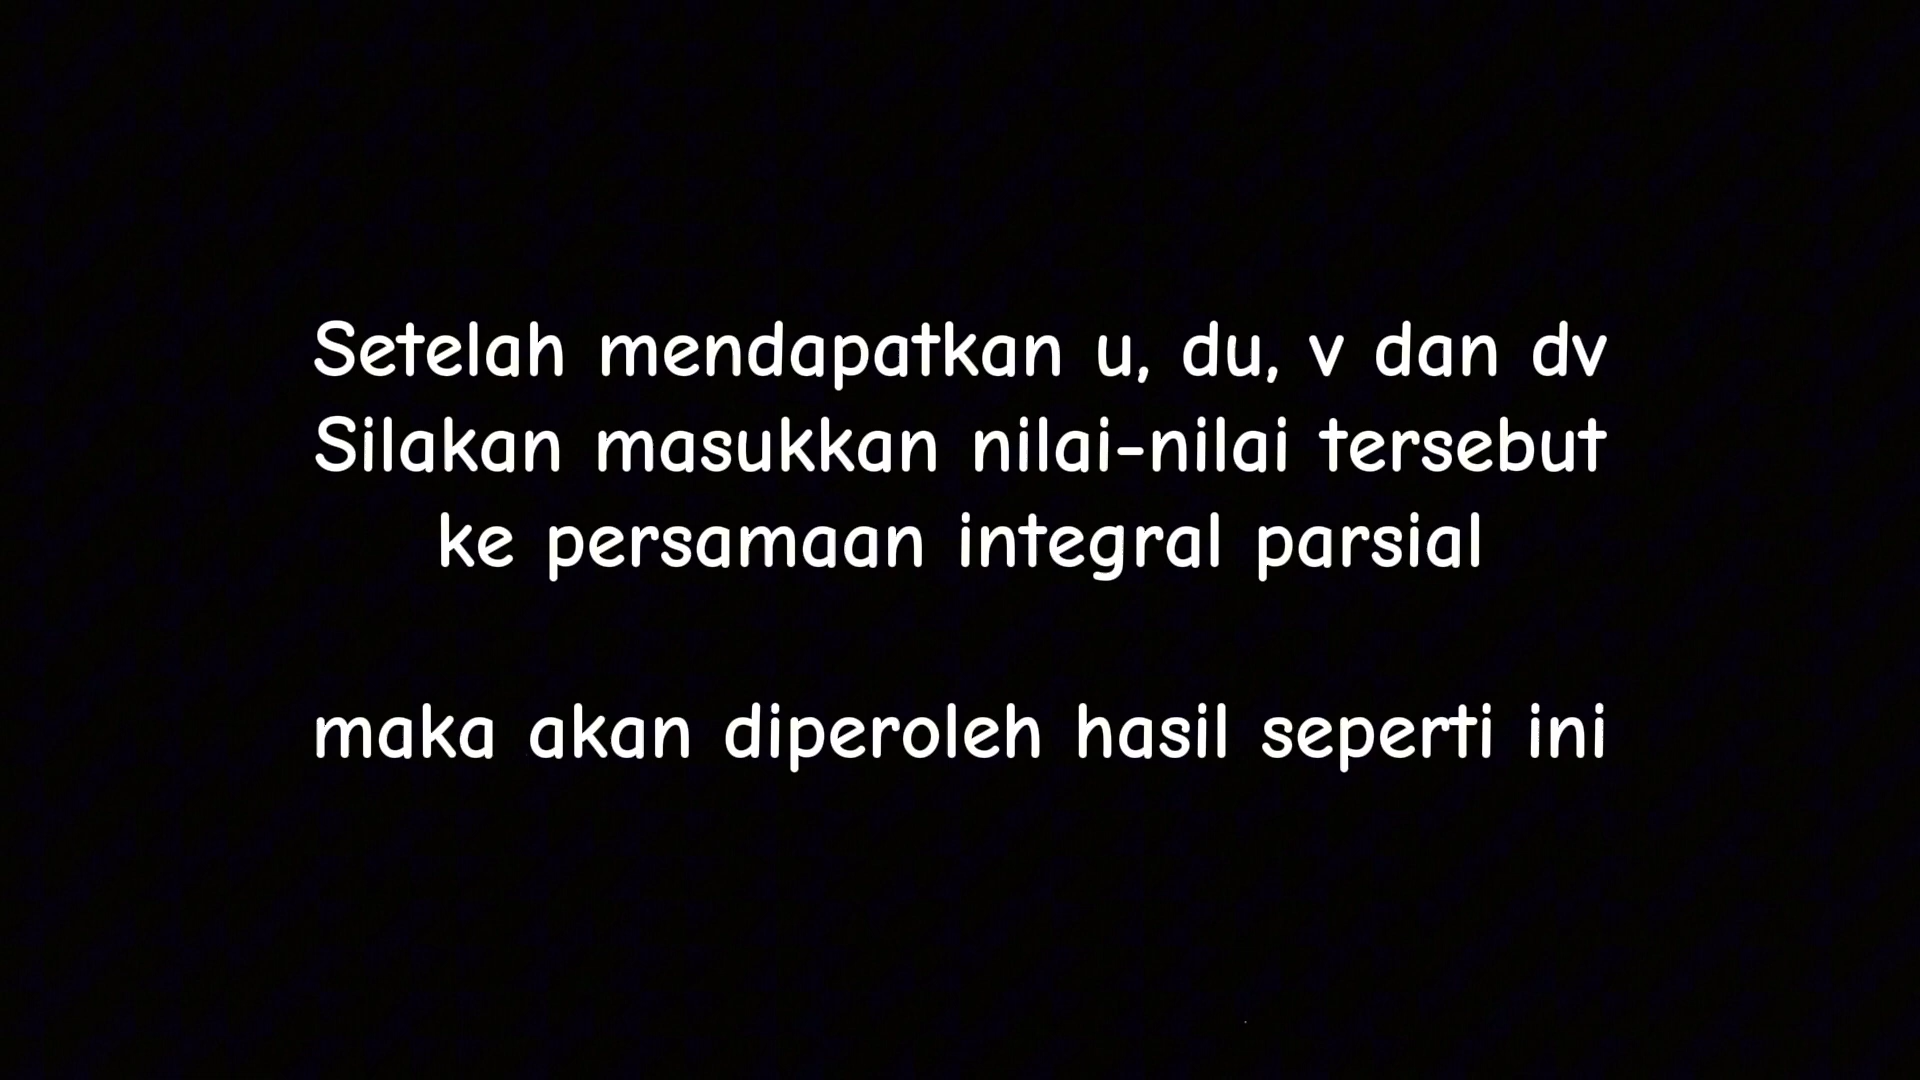 Setelah mendapatkan u, du, v dan dv
Silakan masukkan nilai-nilai tersebut
ke persamaan integral parsial
maka akan diperoleh hasil seperti ini